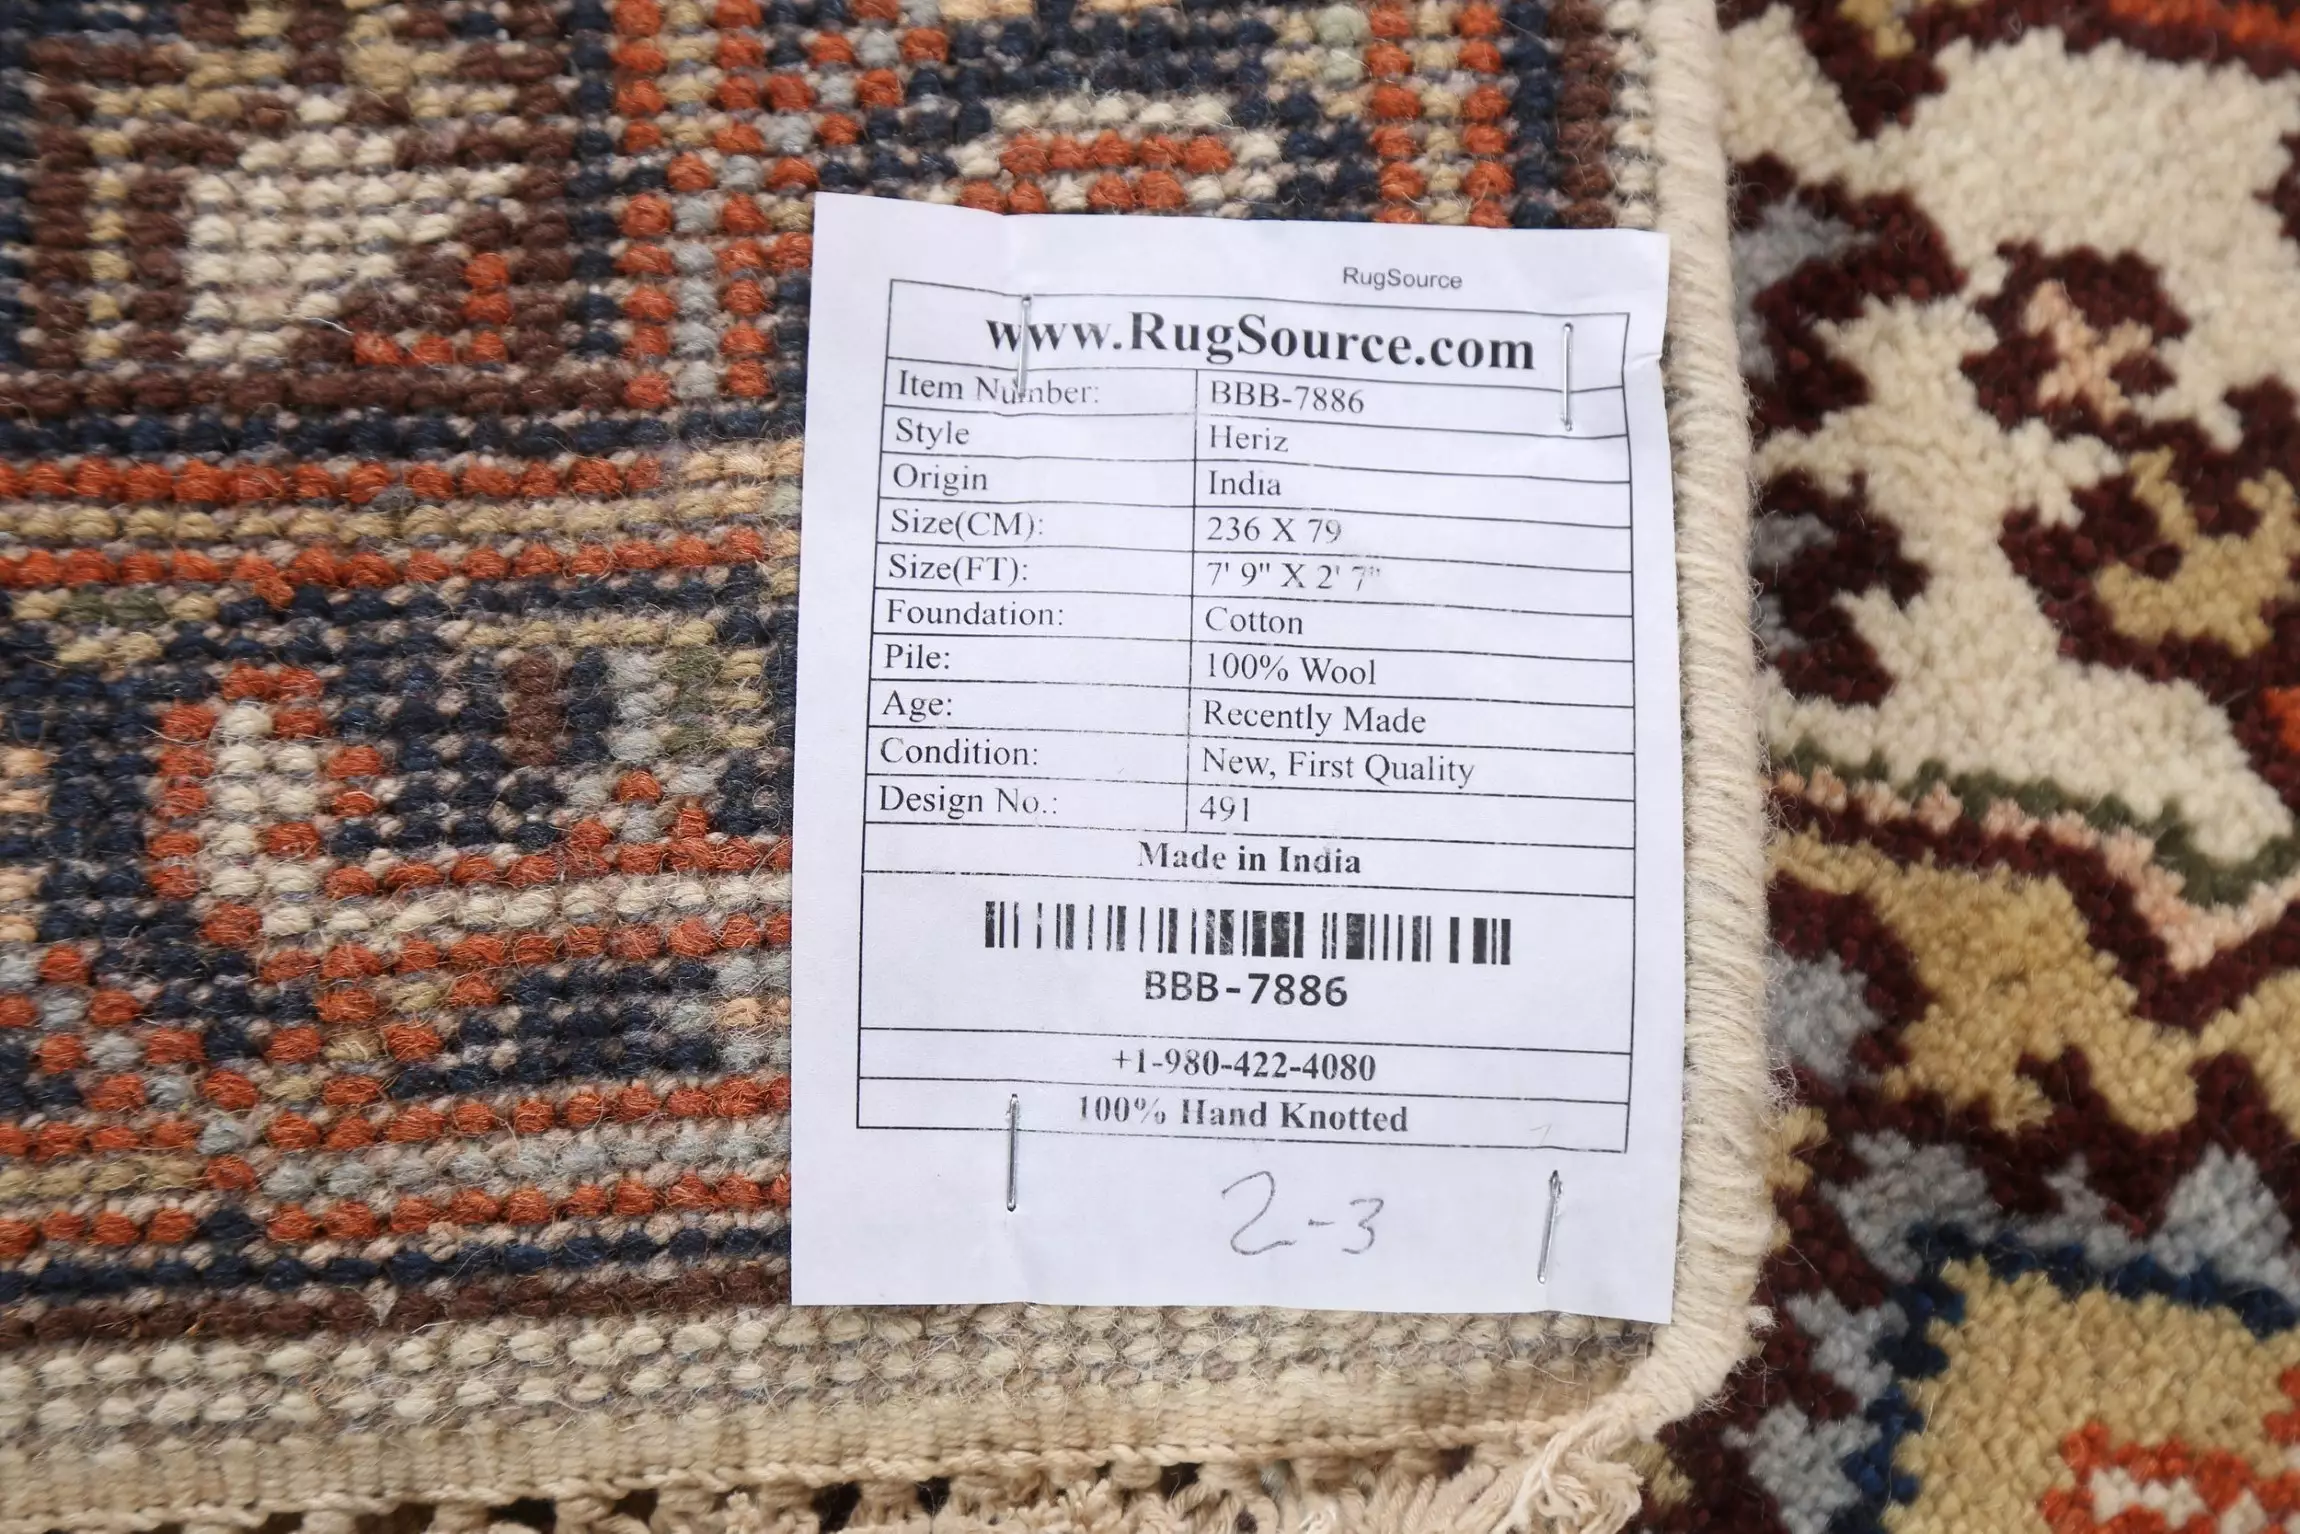 RugSource
www.RugSource.com
Item Number: BBB-7886
Style Heriz
Origin India
Size(CM): 236 X 79
Size(FT): 7' 9" X 2' 7"
Foundation: Cotton
Pile: 100% Wool
Age: Recently Made
Condition: New, First Quality
Design No.: 491
Made in India
BBB-7886
+1-980-422-4080
100% Hand Knotted
2-3